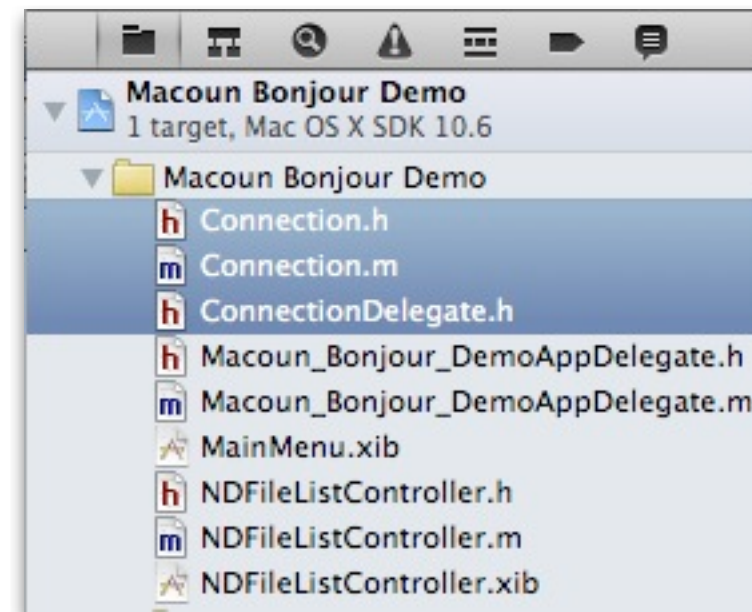 Macoun Bonjour Demo
1 target, Mac OS X SDK 10.6
Macoun Bonjour Demo
h Connection.h
m Connection.m
h ConnectionDelegate.h
h Macoun_Bonjour_DemoAppDelegate.h
m Macoun_Bonjour_DemoAppDelegate.m
MainMenu.xib
h NDFileListController.h
m NDFileListController.m
NDFileListController.xib